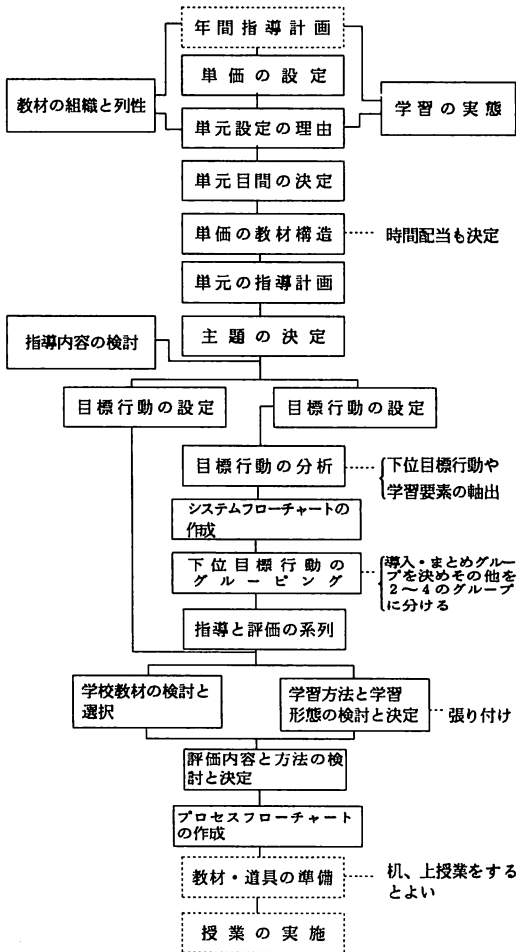 年間指導計画
単価の設定
教材の組織と列性
学習の実態
単元設定の理由
単元目間の決定
単価の教材構造
時間配当も決定
単元の指導計画
主題の決定
指導内容の検討
目標行動の設定
目標行動の設定
目標行動の分析
下位目標行動や
学習要素の軸出
システムフローチャートの
作成
下位目標行動の
グルーピング
導入・まとめグルー
プを決めその他を
2〜4のグループ
に分ける
指導と評価の系列
学校教材の検討と
選択
学習方法と学習
形態の検討と決定
張り付け
評価内容と方法の検
討と決定
プロセスフローチャート
の作成
教材・道具の準備
机、上授業をする
とよい
授業の実施